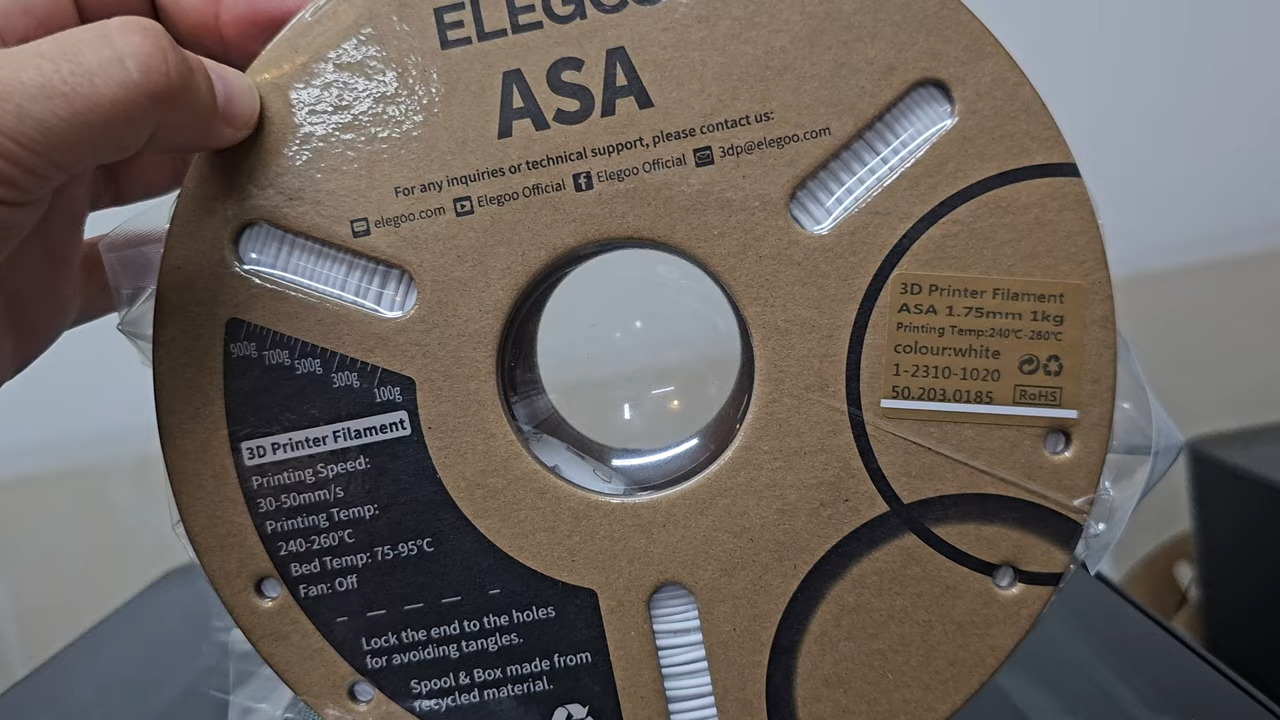 ELEGOO
ASA
For any inquiries or technical support, please contact us:
elegoo.com Elegoo Official Elegoo Official 3dp@elegoo.com
900g 700g 500g 300g 100g
3D Printer Filament
Printing Speed:
30-50mm/s
Printing Temp:
240-260°C
Bed Temp: 75-95°C
Fan: Off
Lock the end to the holes
for avoiding tangles.
Spool & Box made from
recycled material.
3D Printer Filament
ASA 1.75mm 1kg
Printing Temp:240℃-260℃
colour:white
1-2310-1020
50.203.0185 RoHS